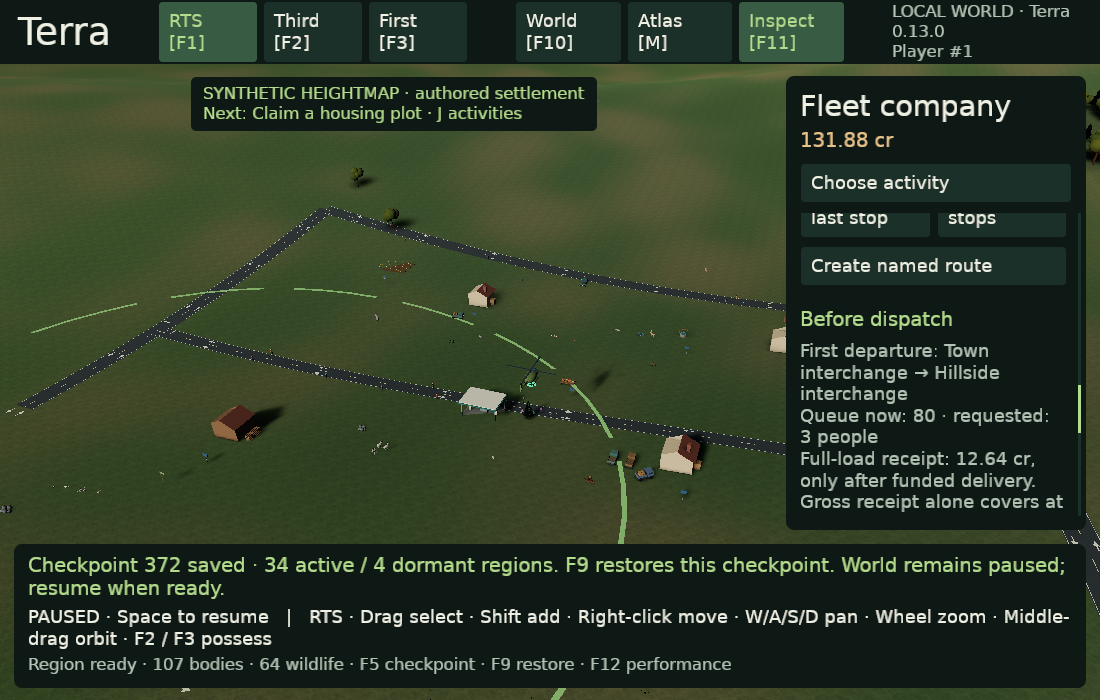 Terra
RTS
[F1]
Third
[F2]
First
[F3]
World
[F10]
Atlas
[M]
Inspect
[F11]
LOCAL WORLD · Terra
0.13.0
Player #1
SYNTHETIC HEIGHTMAP · authored settlement
Next: Claim a housing plot · J activities
Fleet company
131.88 cr
Choose activity
last stop
stops
Create named route
Before dispatch
First departure: Town
interchange → Hillside
interchange
Queue now: 80 · requested:
3 people
Full-load receipt: 12.64 cr,
only after funded delivery.
Gross receipt alone covers at
Checkpoint 372 saved · 34 active / 4 dormant regions. F9 restores this checkpoint. World remains paused;
resume when ready.
PAUSED · Space to resume | RTS · Drag select · Shift add · Right-click move · W/A/S/D pan · Wheel zoom · Middle-
drag orbit · F2 / F3 possess
Region ready · 107 bodies · 64 wildlife · F5 checkpoint · F9 restore · F12 performance